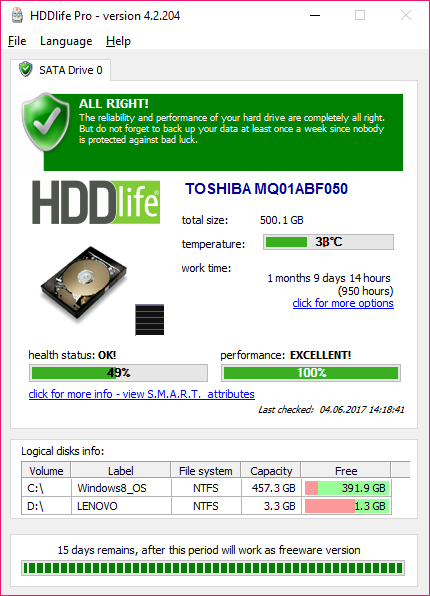 HDDlife Pro - version 4.2.204
File Language Help
SATA Drive 0
ALL RIGHT!
The reliability and performance of your hard drive are completely all right.
But do not forget to back up your data at least once a week since nobody
is protected against bad luck.
HDDlife
TOSHIBA MQ01ABF050
total size: 500.1 GB
temperature: 33°C
work time:
1 months 9 days 14 hours
(950 hours)
click for more options
health status: OK! performance: EXCELLENT!
49% 100%
click for more info - view S.M.A.R.T. attributes
Last checked: 04.06.2017 14:18:41
Logical disks info:
Volume Label File system Capacity Free
C:\ Windows8_OS NTFS 457.3 GB 391.9 GB
D:\ LENOVO NTFS 3.3 GB 1.3 GB
15 days remains, after this period will work as freeware version